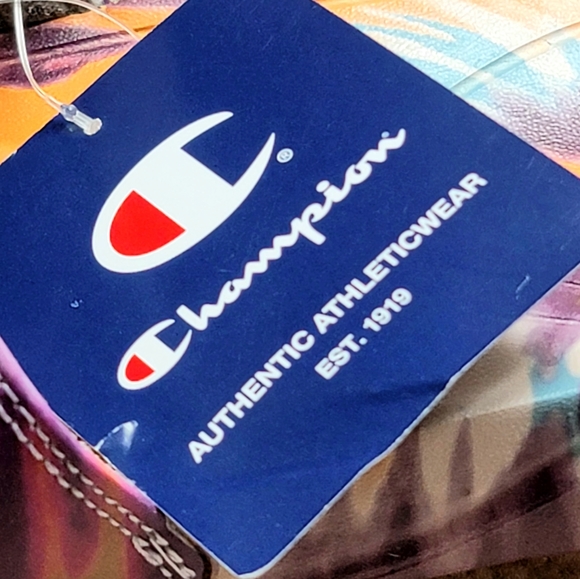 ®
Champion
AUTHENTIC ATHLETICWEAR
EST. 1919